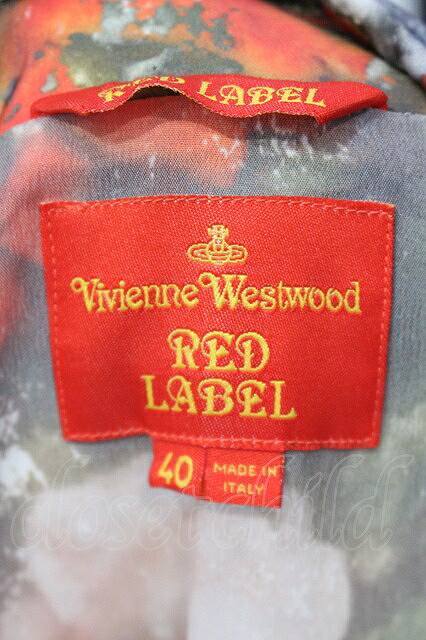 RED LABEL
Vivienne Westwood
RED
LABEL
40
MADE IN
ITALY
closetchild